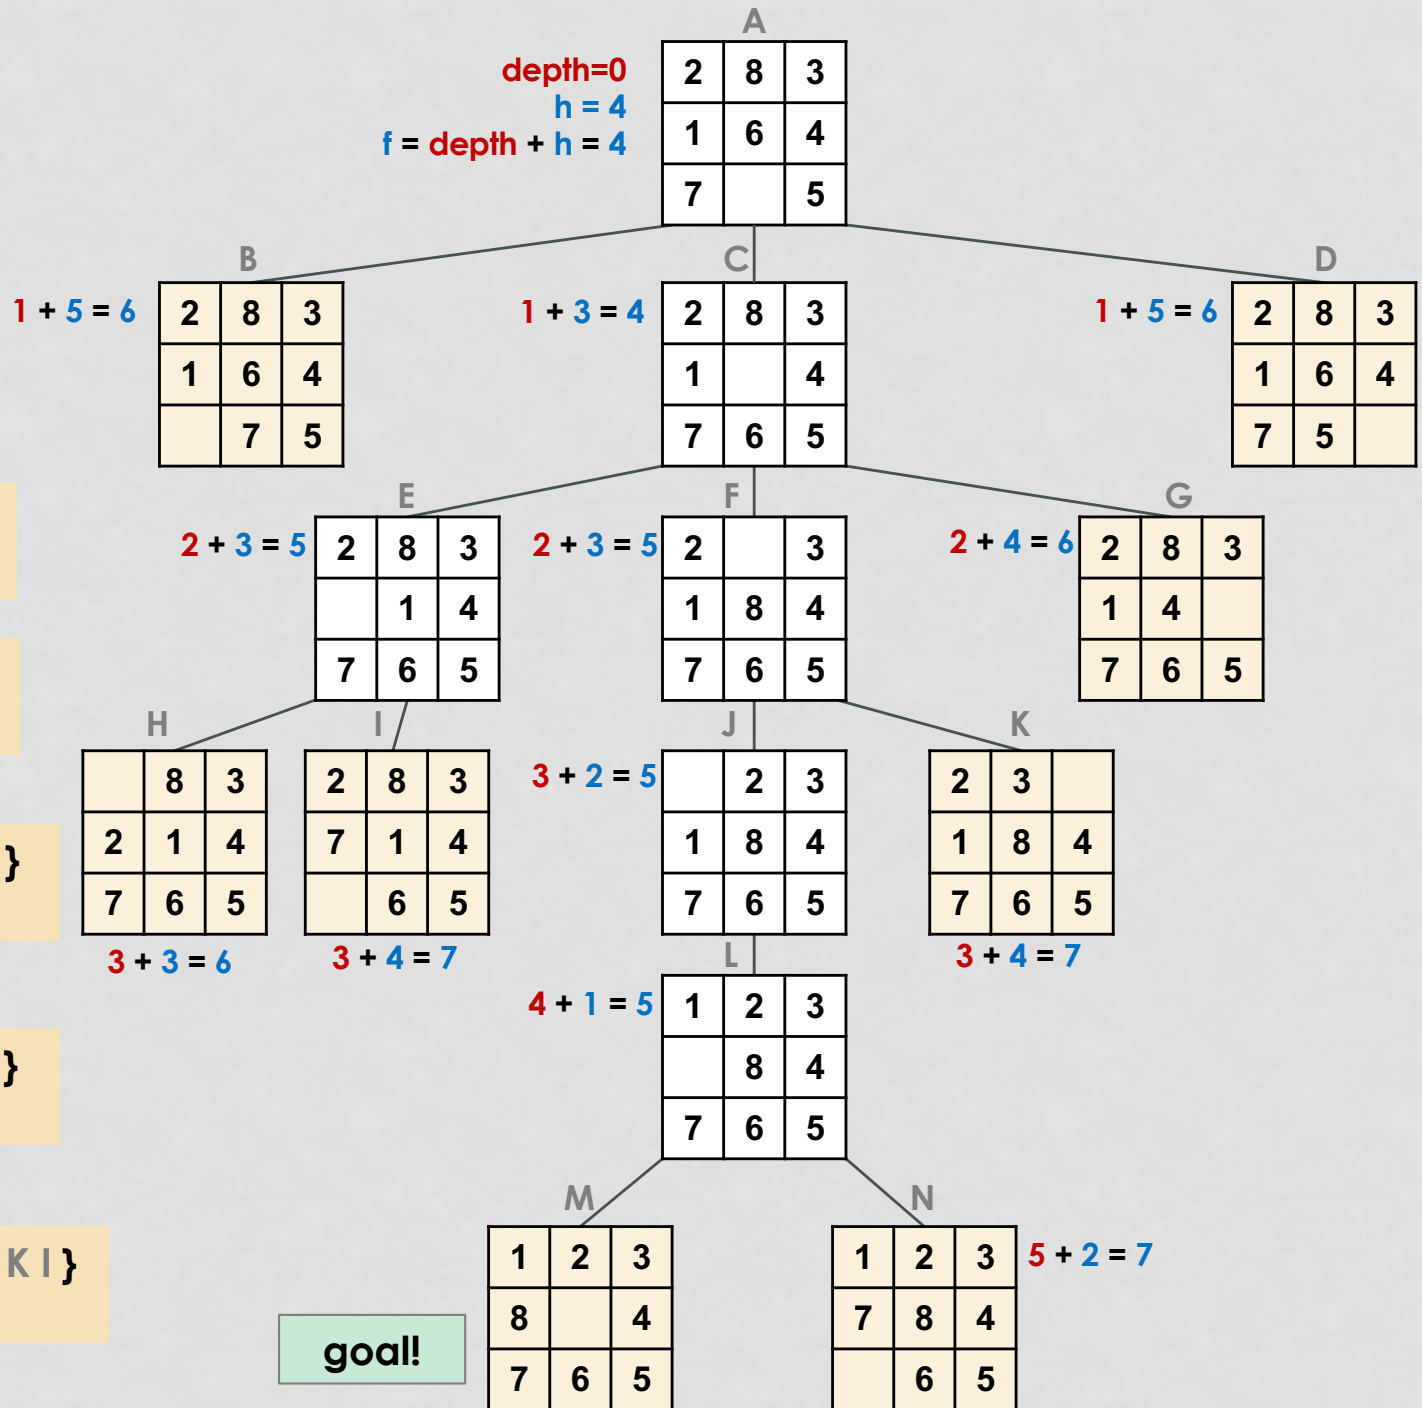 A
depth=0
h = 4
f = depth + h = 4
2 8 3
1 6 4
7 5
B
1 + 5 = 6
2 8 3
1 6 4
7 5
C
1 + 3 = 4
2 8 3
1 4
7 6 5
D
1 + 5 = 6
2 8 3
1 6 4
7 5
E
2 + 3 = 5
2 8 3
1 4
7 6 5
F
2 + 3 = 5
2 3
1 8 4
7 6 5
G
2 + 4 = 6
2 8 3
1 4
7 6 5
H
8 3
2 1 4
7 6 5
3 + 3 = 6
I
2 8 3
7 1 4
6 5
3 + 4 = 7
J
3 + 2 = 5
2 3
1 8 4
7 6 5
K
2 3
1 8 4
7 6 5
3 + 4 = 7
}
L
4 + 1 = 5
1 2 3
8 4
7 6 5
}
M
1 2 3
8 4
7 6 5
N
1 2 3
7 8 4
6 5
5 + 2 = 7
K I }
goal!